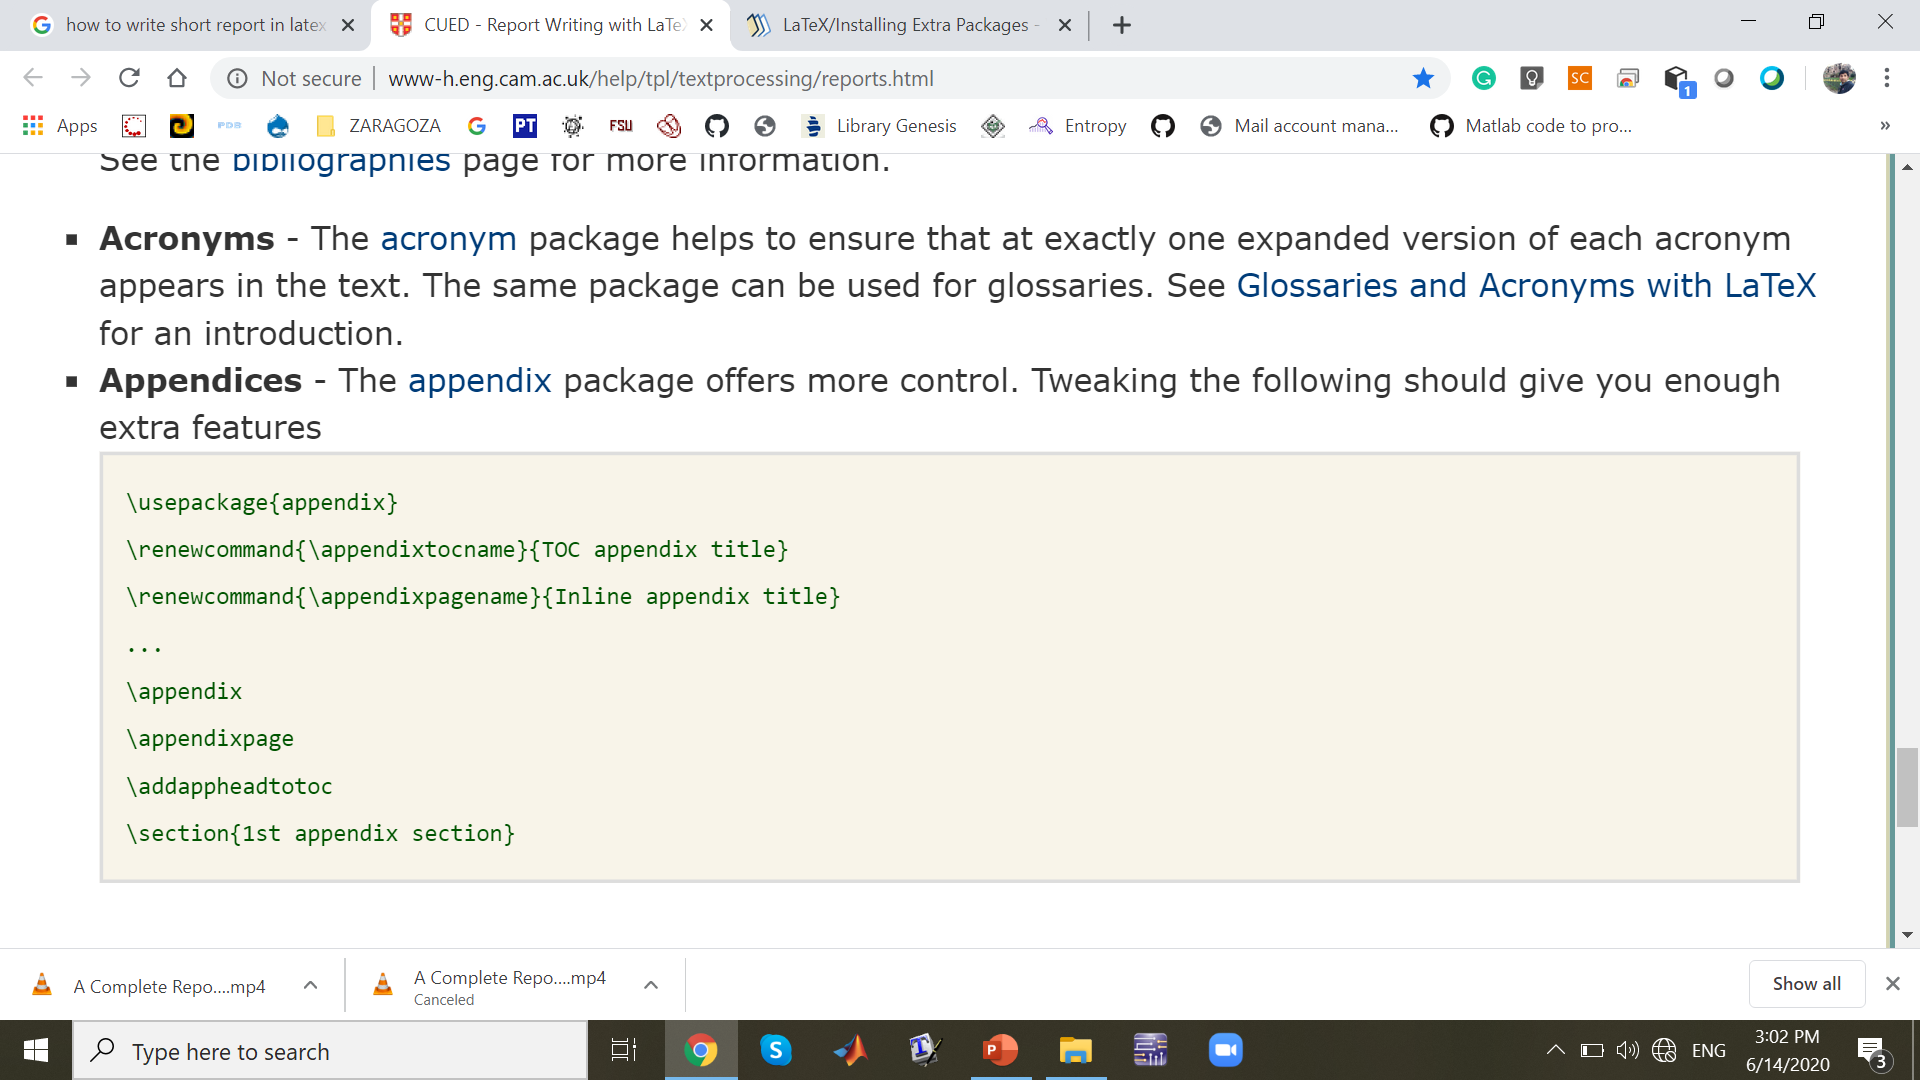 how to write short report in latex
CUED - Report Writing with LaTeX
LaTeX/Installing Extra Packages -
Not secure
www-h.eng.cam.ac.uk/help/tpl/textprocessing/reports.html
SC
1
Apps
PDB
ZARAGOZA
PT
FSU
Library Genesis
Entropy
Mail account mana...
Matlab code to pro...
»
See the bibliographies page for more information.
▪ Acronyms - The acronym package helps to ensure that at exactly one expanded version of each acronym
appears in the text. The same package can be used for glossaries. See Glossaries and Acronyms with LaTeX
for an introduction.
▪ Appendices - The appendix package offers more control. Tweaking the following should give you enough
extra features
\usepackage{appendix}
\renewcommand{\appendixtocname}{TOC appendix title}
\renewcommand{\appendixpagename}{Inline appendix title}
...
\appendix
\appendixpage
\addappheadtotoc
\section{1st appendix section}
A Complete Repo....mp4
A Complete Repo....mp4
Canceled
Show all
Type here to search
ENG
3:02 PM
6/14/2020
3